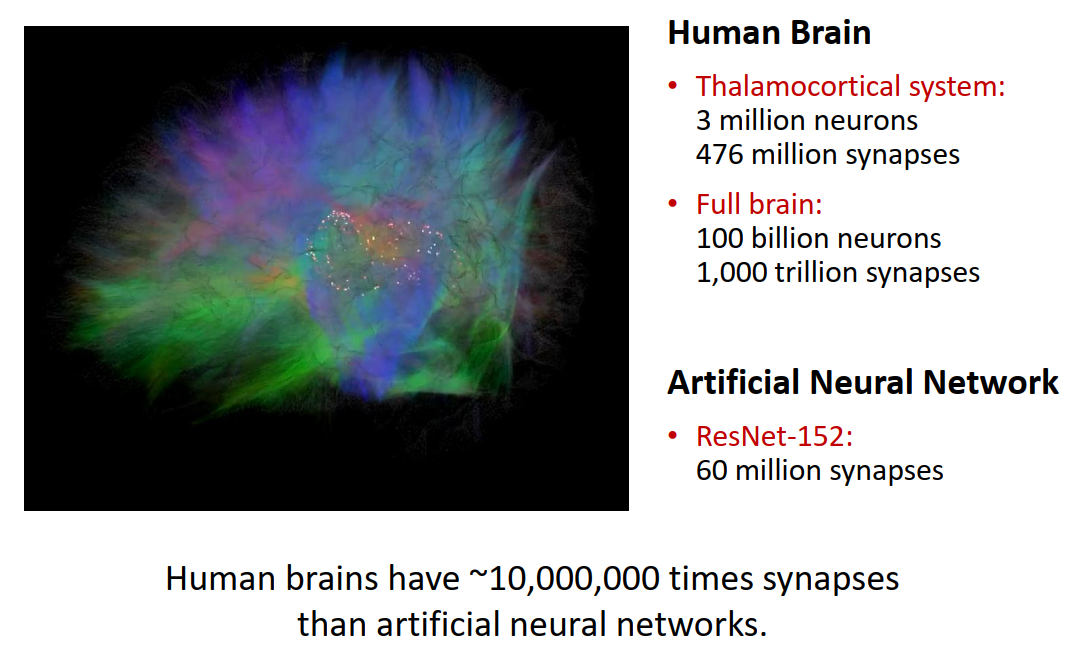 Human Brain
• Thalamocortical system:
3 million neurons
476 million synapses
• Full brain:
100 billion neurons
1,000 trillion synapses
Artificial Neural Network
• ResNet-152:
60 million synapses
Human brains have ~10,000,000 times synapses
than artificial neural networks.